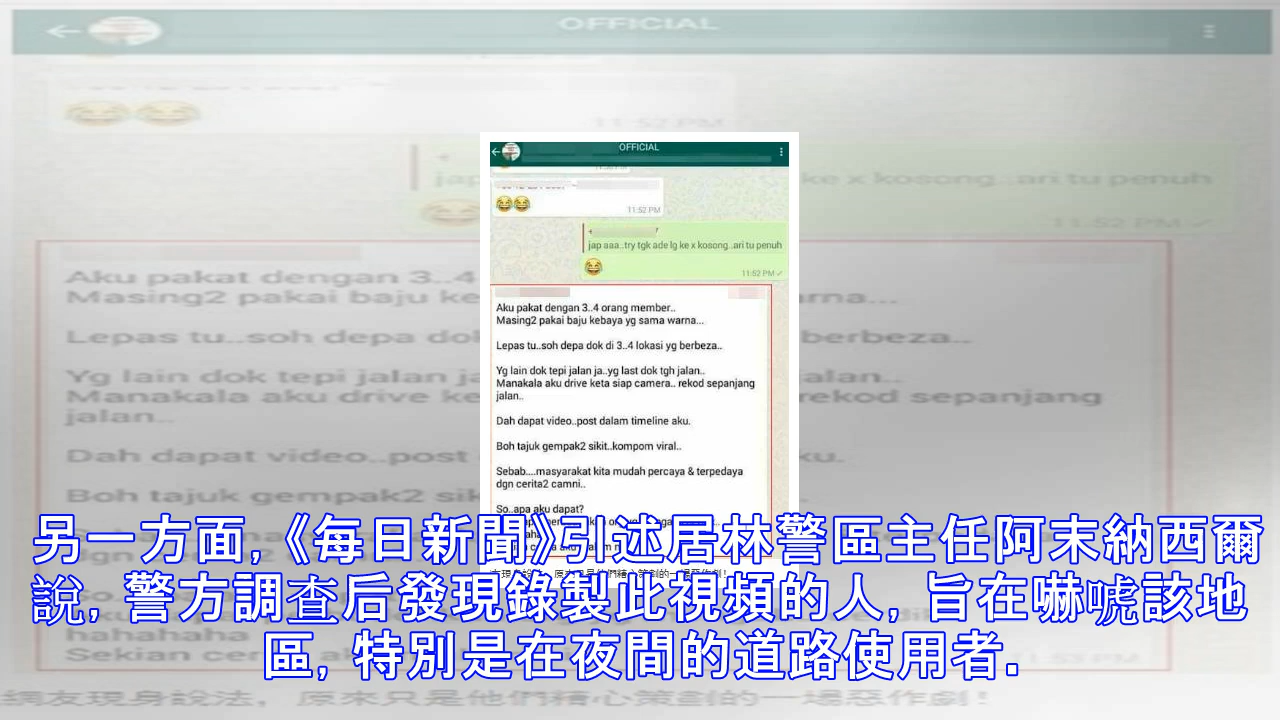 OFFICIAL
11:52 PM
jap aaa..try tgk ade lg ke x kosong..ari tu penuh
11:52 PM
Aku pakat dengan 3..4 orang member..
Masing2 pakai baju kebaya yg sama warna...
Lepas tu..soh depa dok di 3..4 lokasi yg berbeza..
Yg lain dok tepi jalan ja..yg last dok tgh jalan..
Manakala aku drive keta siap camera.. rekod sepanjang
jalan..
Dah dapat video..post dalam timeline aku.
Boh tajuk gempak2 sikit..kompom viral..
Sebab....masyarakat kita mudah percaya & terpedaya
dgn cerita2 camni..
So..apa aku dapat?
另一方面,《每日新聞》引述居林警區主任阿末納西爾
說, 警方調查后發現錄製此視頻的人, 旨在嚇唬該地
區, 特別是在夜間的道路使用者.
hahahaha
網友現身說法，原來只是他們精心策劃的一場惡作劇！